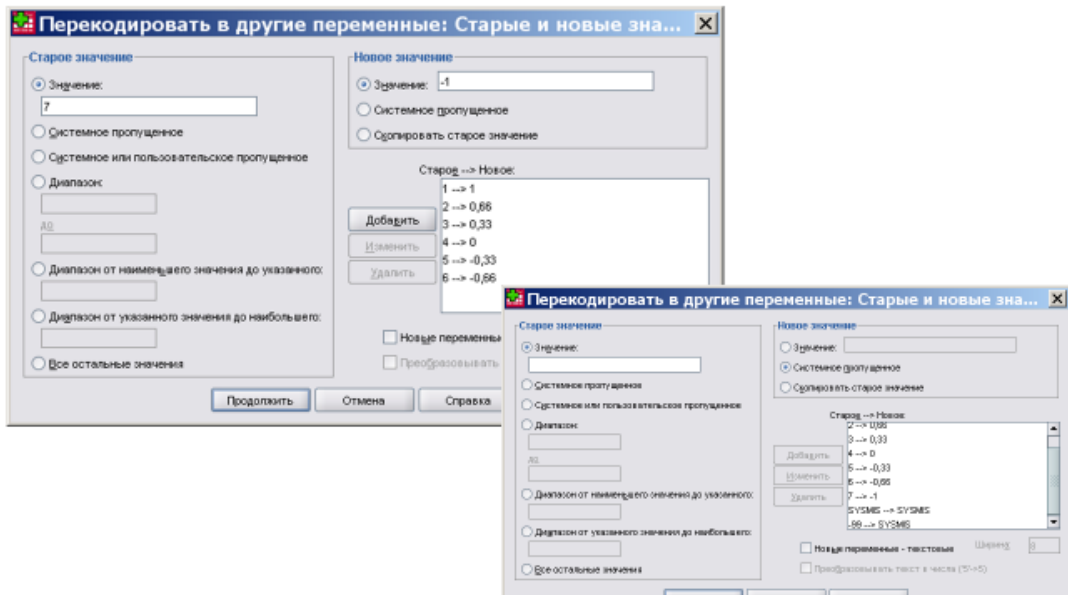 Перекодировать в другие переменные: Старые и новые зна...
Старое значение
Значение:
7
Системное пропущенное
Системное или пользовательское пропущенное
Диапазон:
до
Диапазон от наименьшего значения до указанного:
Диапазон от указанного значения до наибольшего:
Все остальные значения
Новое значение
Значение: -1
Системное пропущенное
Скопировать старое значение
Старое --> Новое:
1 --> 1
2 --> 0,66
3 --> 0,33
4 --> 0
5 --> -0,33
6 --> -0,66
Добавить
Изменить
Удалить
Новые переменны
Преобразовывать
Продолжить
Отмена
Справка
Перекодировать в другие переменные: Старые и новые зна...
Старое значение
Значение:
Системное пропущенное
Системное или пользовательское пропущенное
Диапазон:
до
Диапазон от наименьшего значения до указанного:
Диапазон от указанного значения до наибольшего:
Все остальные значения
Новое значение
Значение:
Системное пропущенное
Скопировать старое значение
Старое --> Новое:
2 --> 0,66
3 --> 0,33
4 --> 0
5 --> -0,33
6 --> -0,66
7 --> -1
SYSMIS --> SYSMIS
-99 --> SYSMIS
Добавить
Изменить
Удалить
Новые переменные - текстовые
Ширина: 8
Преобразовывать текст в числа ('5'->5)